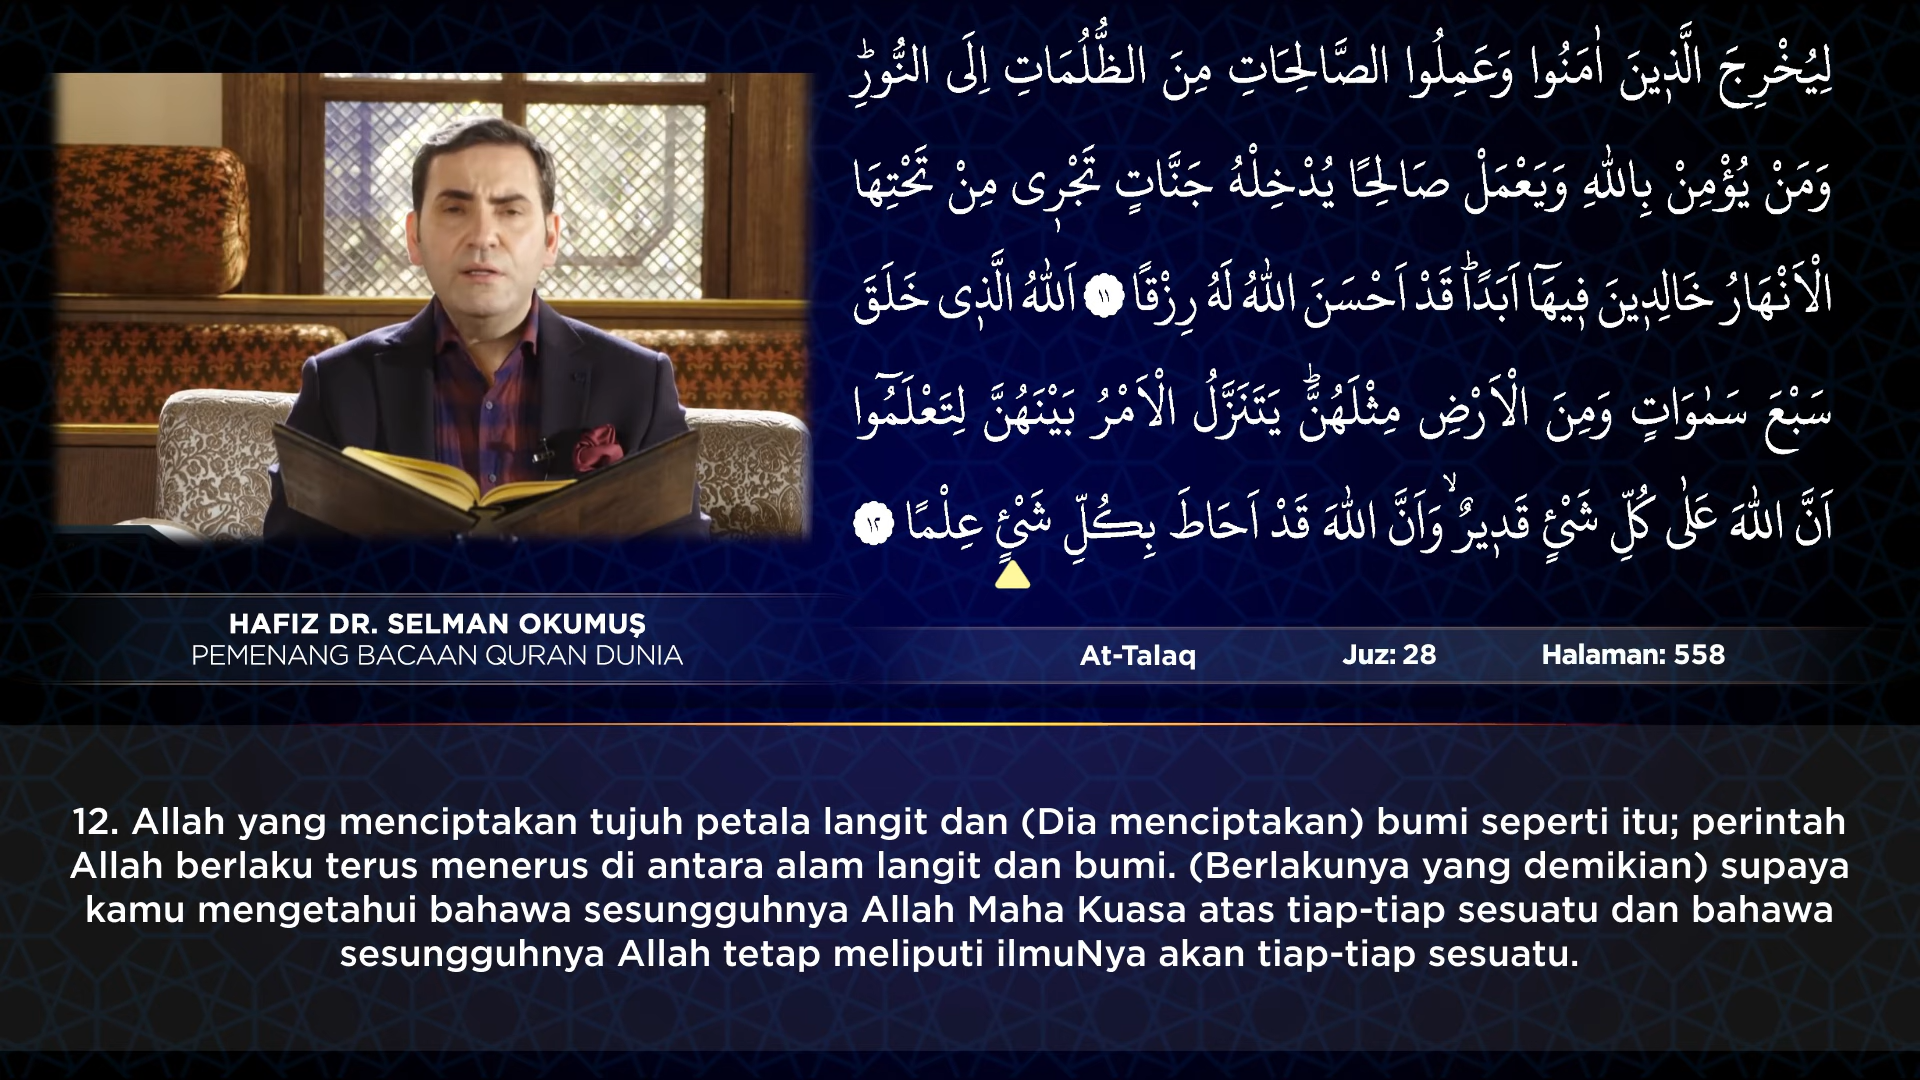 لِيُخْرِجَ الَّذ۪ينَ اٰمَنُوا وَعَمِلُوا الصَّالِحَاتِ مِنَ الظُّلُمَاتِ اِلَى النُّورِۜ
وَمَنْ يُؤْمِنْ بِاللّٰهِ وَيَعْمَلْ صَالِحًا يُدْخِلْهُ جَنَّاتٍ تَجْر۪ى مِنْ تَحْتِهَا
الْاَنْهَارُ خَالِد۪ينَ ف۪يهَٓا اَبَدًاۜ قَدْ اَحْسَنَ اللّٰهُ لَهُ رِزْقًا ١١ اَللّٰهُ الَّذ۪ى خَلَقَ
سَبْعَ سَمٰوَاتٍ وَمِنَ الْاَرْضِ مِثْلَهُنَّۜ يَتَنَزَّلُ الْاَمْرُ بَيْنَهُنَّ لِتَعْلَمُٓوا
اَنَّ اللّٰهَ عَلٰى كُلِّ شَىْءٍ قَد۪يرٌۙ وَاَنَّ اللّٰهَ قَدْ اَحَاطَ بِكُلِّ شَىْءٍ عِلْمًا ١٢
HAFIZ DR. SELMAN OKUMUŞ
PEMENANG BACAAN QURAN DUNIA
At-Talaq Juz: 28 Halaman: 558
12. Allah yang menciptakan tujuh petala langit dan (Dia menciptakan) bumi seperti itu; perintah
Allah berlaku terus menerus di antara alam langit dan bumi. (Berlakunya yang demikian) supaya
kamu mengetahui bahawa sesungguhnya Allah Maha Kuasa atas tiap-tiap sesuatu dan bahawa
sesungguhnya Allah tetap meliputi ilmuNya akan tiap-tiap sesuatu.